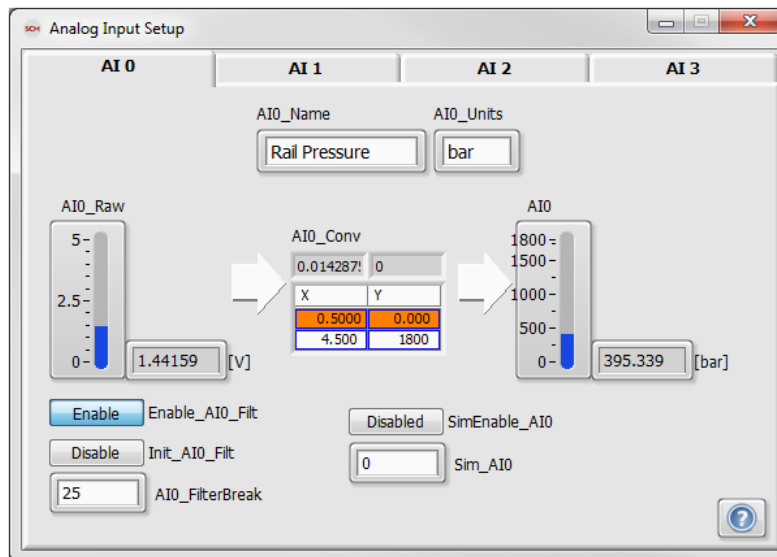 SCM Analog Input Setup
AI 0 AI 1 AI 2 AI 3
AI0_Name AI0_Units
Rail Pressure bar
AI0_Raw AI0
5 AI0_Conv 1800
0.014287 0 1500
2.5 X Y 1000
0.5000 0.000 500
4.500 1800
0 1.44159 [V] 0 395.339 [bar]
Enable Enable_AI0_Filt Disabled SimEnable_AI0
Disable Init_AI0_Filt 0 Sim_AI0
25 AI0_FilterBreak ?